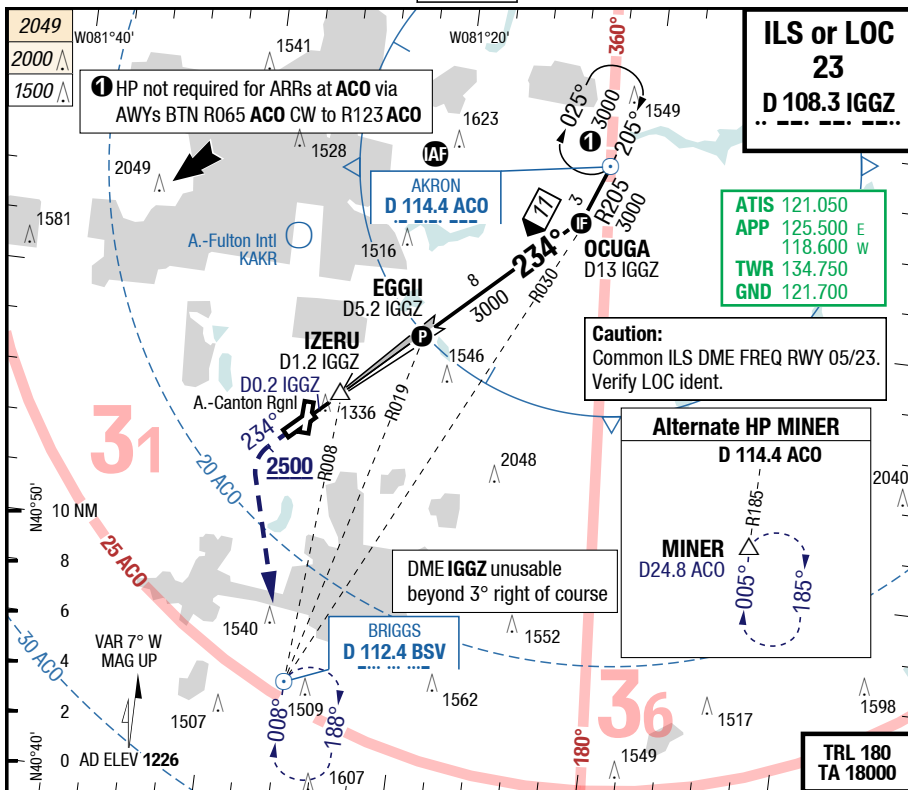 2049
2000
1500
W081°40'
1541
W081°20'
360°
ILS or LOC
23
D 108.3 IGGZ
1 HP not required for ARRs at ACO via
AWYs BTN R065 ACO CW to R123 ACO
1528
1623
025°
3000
1
205°
1549
2049
IAF
AKRON
D 114.4 ACO
R205
3000
3
11
IF
OCUGA
D13 IGGZ
ATIS 121.050
APP 125.500 E
118.600 W
TWR 134.750
GND 121.700
1581
A.-Fulton Intl
KAKR
1516
234°
8
3000
R030
EGGII
D5.2 IGGZ
P
IZERU
D1.2 IGGZ
D0.2 IGGZ
A.-Canton Rgnl
1336
1546
R019
R008
Caution:
Common ILS DME FREQ RWY 05/23.
Verify LOC ident.
234°
2500
31
20 ACO
2048
Alternate HP MINER
D 114.4 ACO
R185
MINER
D24.8 ACO
005°
185°
2040
N40°50'
10 NM
8
6
4
2
0
25 ACO
30 ACO
DME IGGZ unusable
beyond 3° right of course
1540
BRIGGS
D 112.4 BSV
1552
VAR 7° W
MAG UP
1507
008°
188°
1509
1562
36
1517
1598
N40°40'
AD ELEV 1226
1607
180°
1549
TRL 180
TA 18000